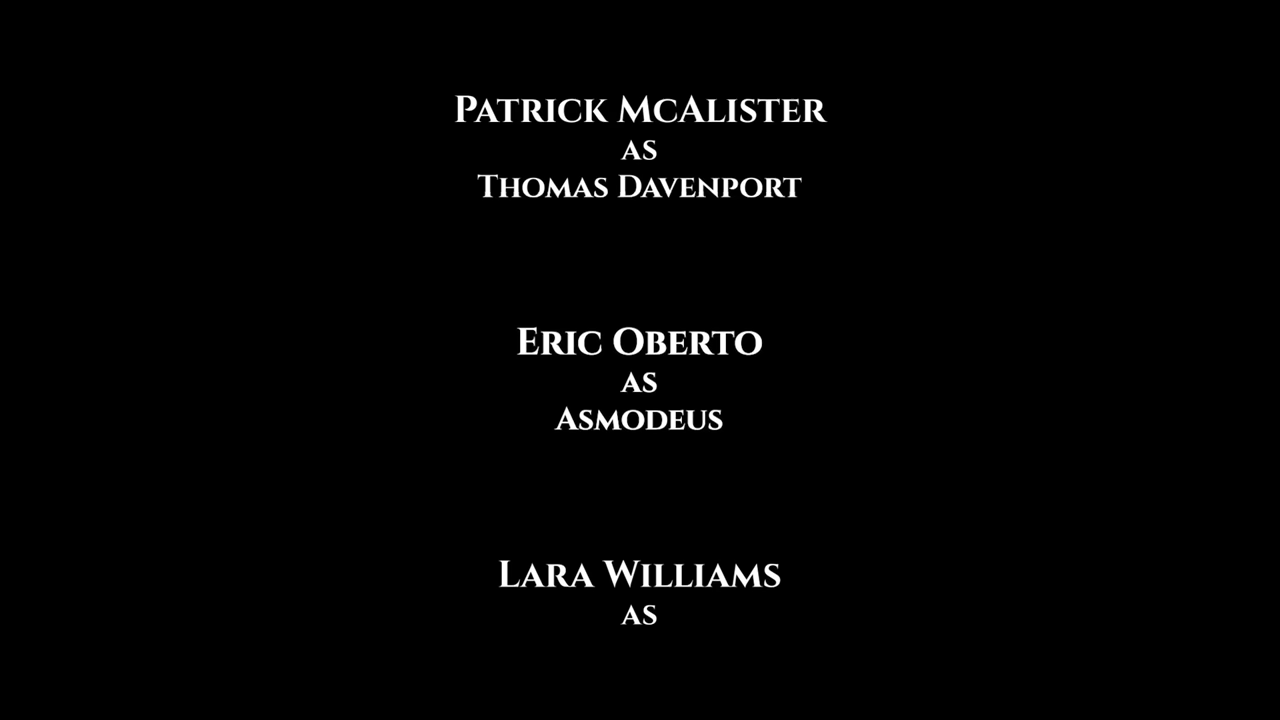 Patrick McAlister
as
Thomas Davenport
Eric Oberto
as
Asmodeus
Lara Williams
as